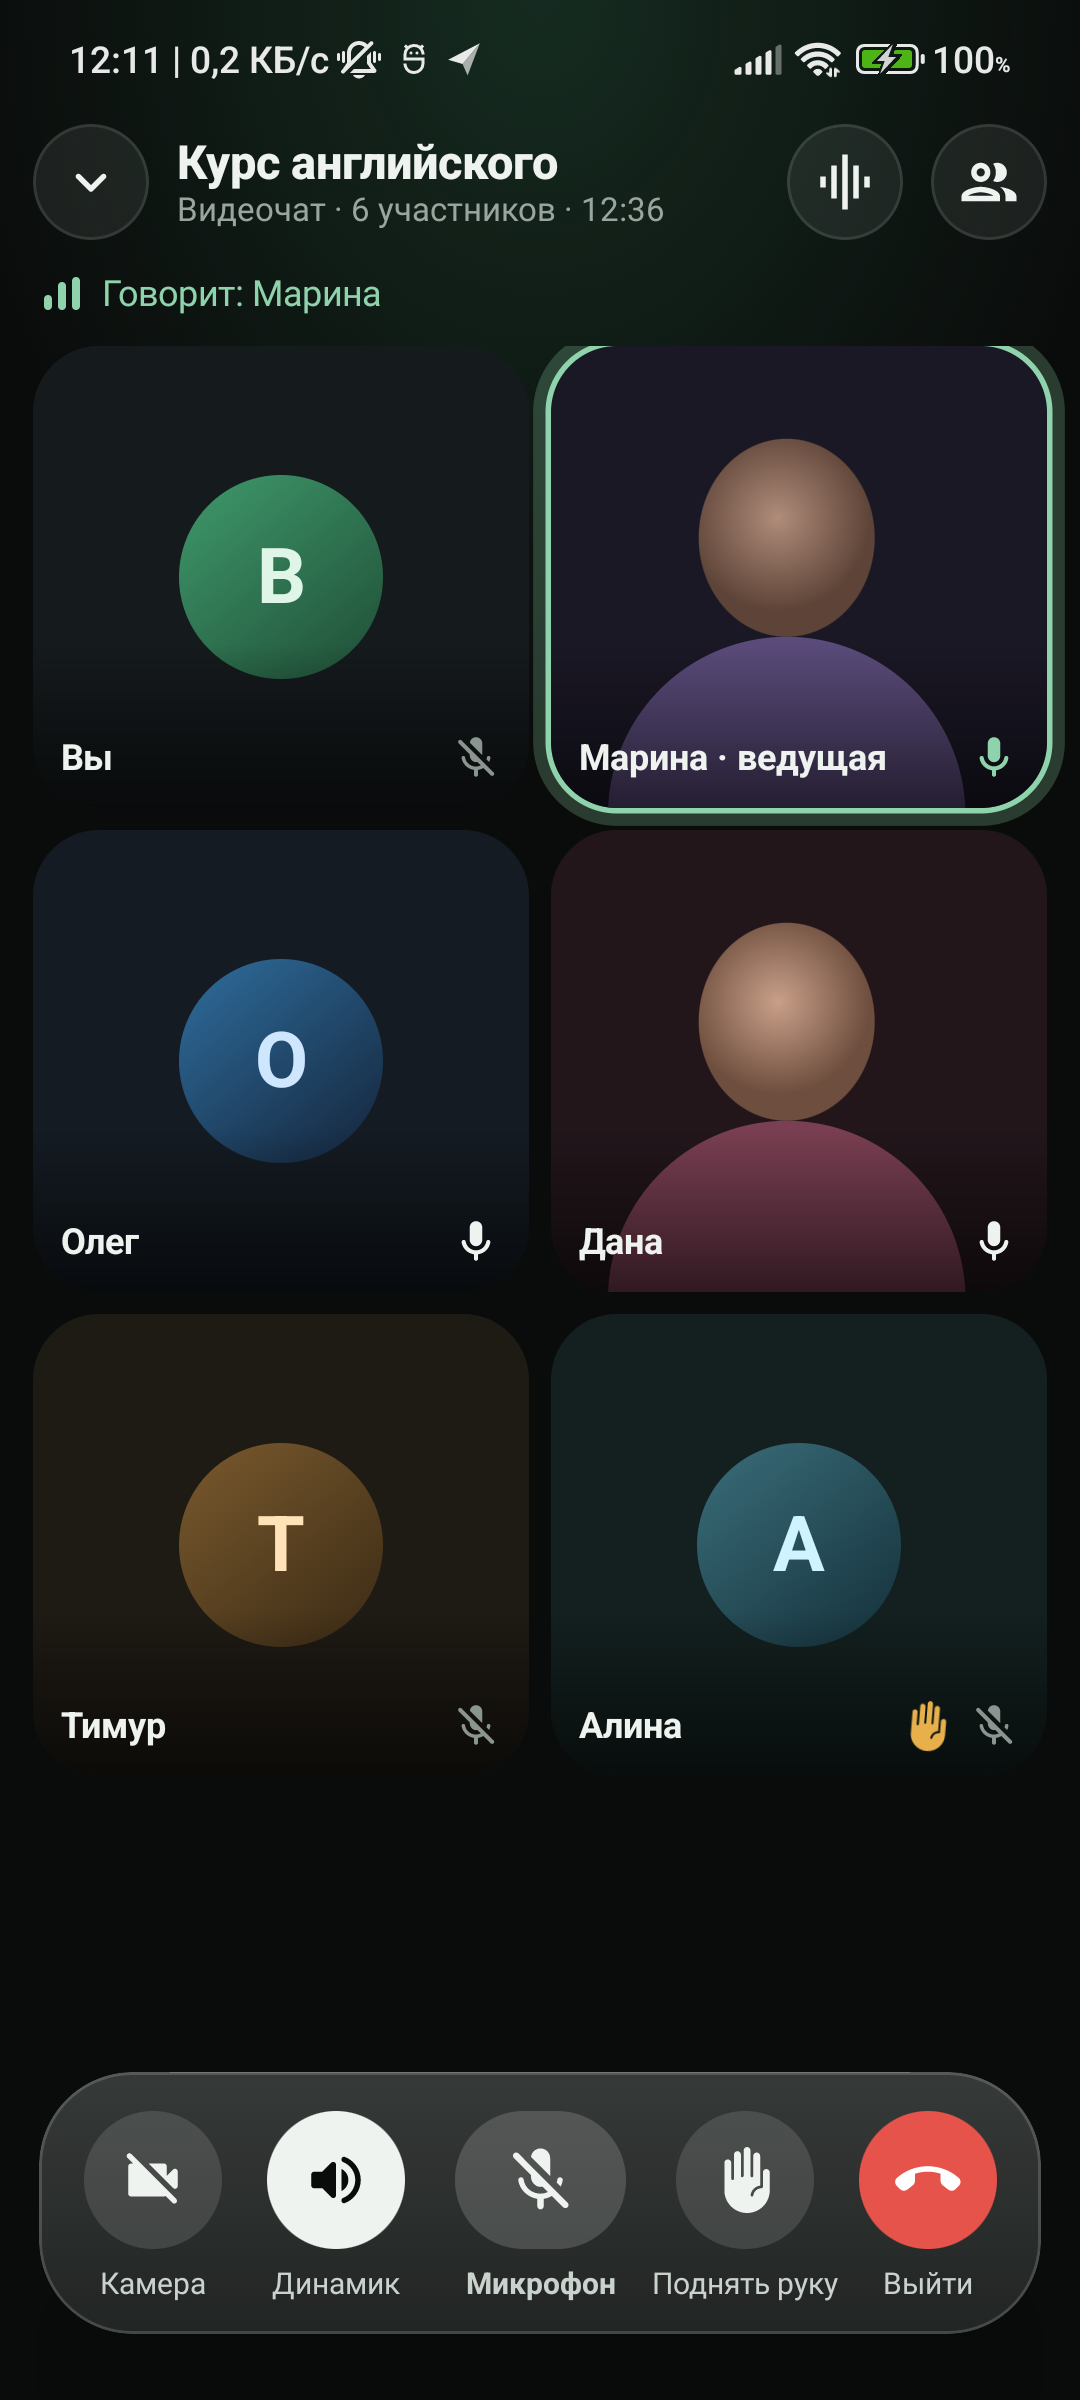 12:11 | 0,2 КБ/с
100%
Курс английского
Видеочат · 6 участников · 12:36
Говорит: Марина
В
Вы
Марина · ведущая
О
Олег
Дана
Т
Тимур
А
Алина
Камера
Динамик
Микрофон
Поднять руку
Выйти